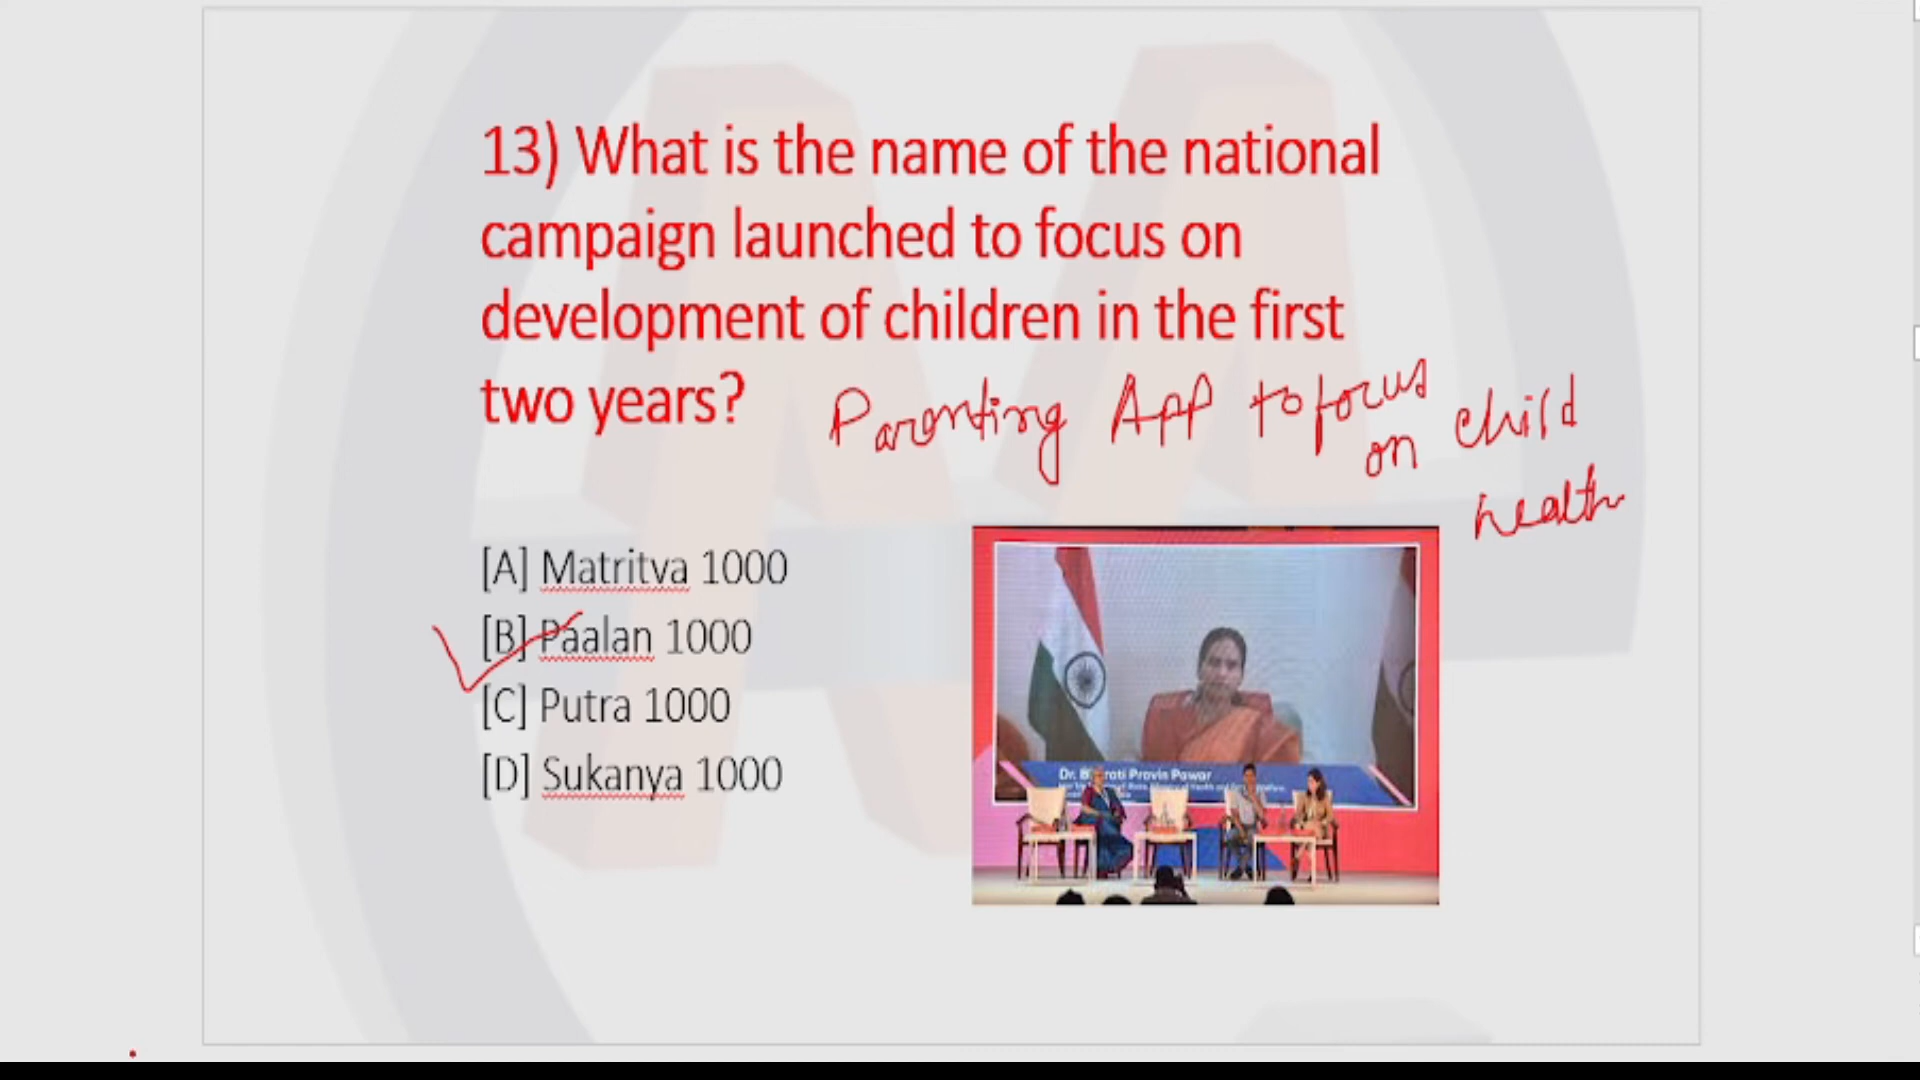 13) What is the name of the national
campaign launched to focus on
development of children in the first
two years?
Parenting App to focus
on child
health
[A] Matritva 1000
[B] Paalan 1000
[C] Putra 1000
[D] Sukanya 1000
Dr. Bharati Pravin Pawar